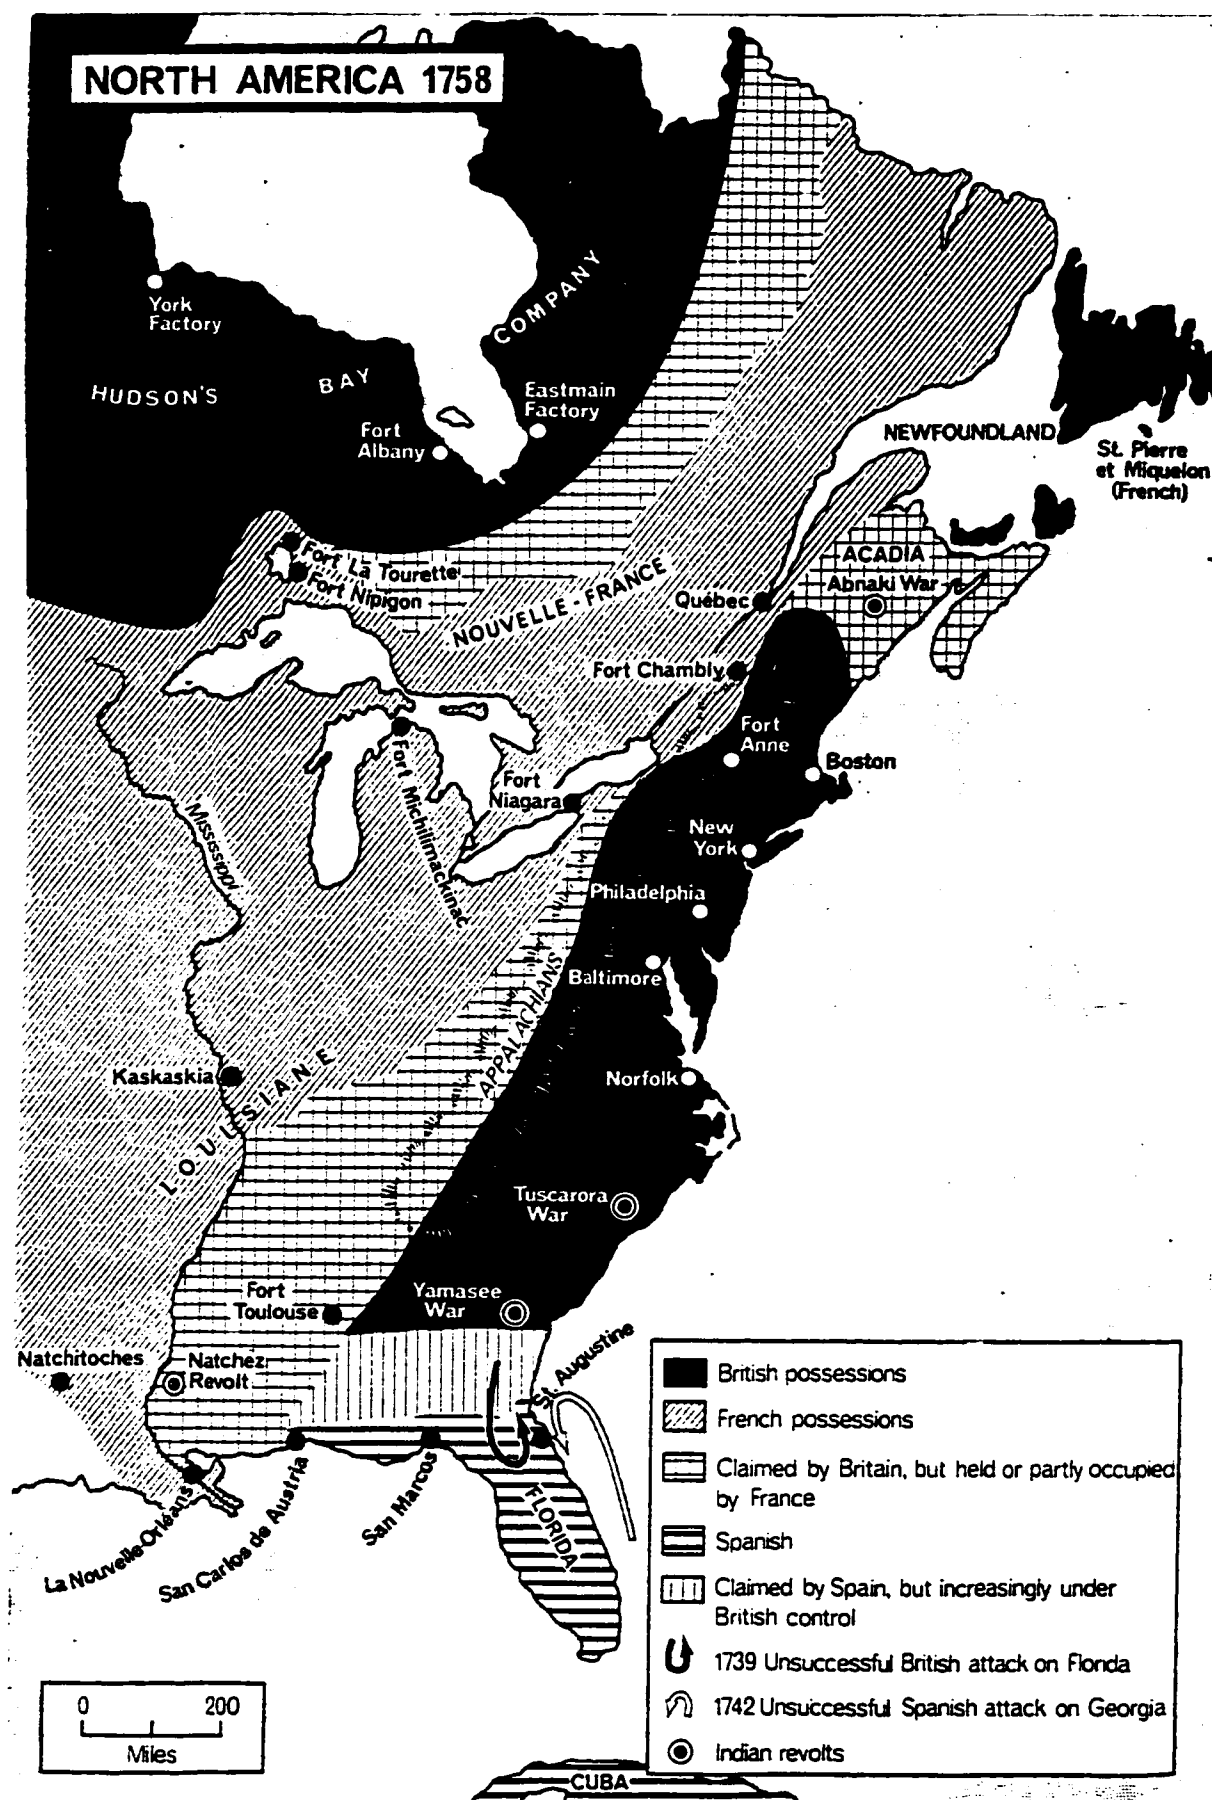 NORTH AMERICA 1758
York
Factory
HUDSON'S
BAY
COMPANY
Eastmain
Factory
Fort
Albany
NEWFOUNDLAND
St. Pierre
et Miquelon
(French)
Fort La Tourette
Fort Nipigon
NOUVELLE-FRANCE
ACADIA
Abnaki War
Québec
Fort Chambly
Fort
Anne
Boston
Fort Michilimackinac
Fort
Niagara
New
York
Mississippi
Philadelphia
APPALACHIANS
Baltimore
Kaskaskia
LOUISIANE
Norfolk
Tuscarora
War
Fort
Toulouse
Yamasee
War
Natchitoches
Natchez
Revolt
St. Augustine
La Nouvelle-Orléans
San Carlos de Austria
San Marcos
FLORIDA
CUBA
British possessions
French possessions
Claimed by Britain, but held or partly occupied
by France
Spanish
Claimed by Spain, but increasingly under
British control
1739 Unsuccessful British attack on Florida
1742 Unsuccessful Spanish attack on Georgia
Indian revolts
0 200
Miles